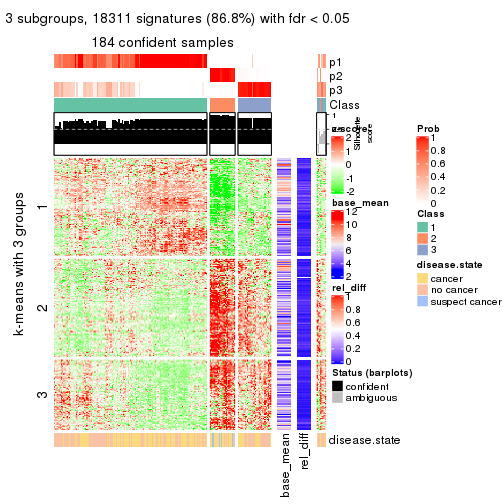 3 subgroups, 18311 signatures (86.8%) with fdr < 0.05
184 confident samples
p1
p2
p3
Class
1
0.5
0
Silhouette
score
k-means with 3 groups
1
2
3
disease.state
base_mean
rel_diff
z-score
2
1
0
-1
-2
base_mean
12
10
8
6
4
2
rel_diff
1
0.8
0.6
0.4
0.2
0
Status (barplots)
confident
ambiguous
Prob
1
0.8
0.6
0.4
0.2
0
Class
1
2
3
disease.state
cancer
no cancer
suspect cancer